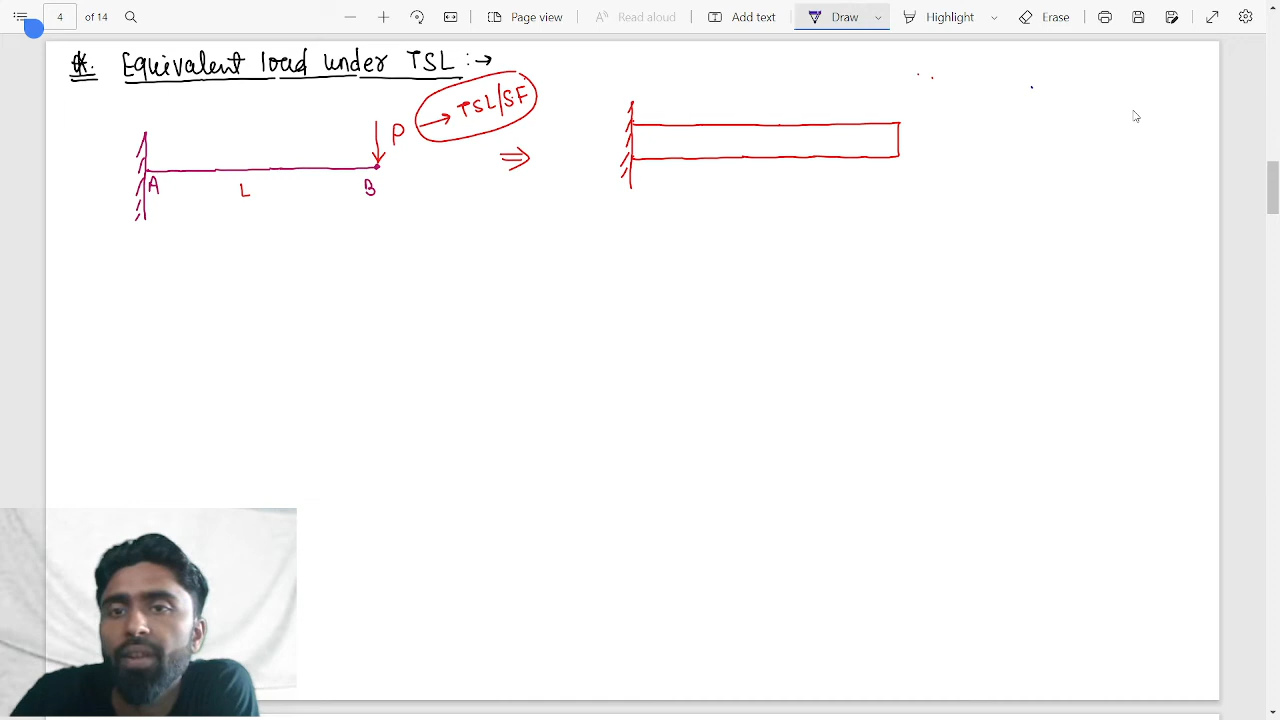 4 of 14 Page view Read aloud Add text Draw Highlight Erase
Equivalent load under TSL :→
→ TSL/SF
P
⇒
A L B